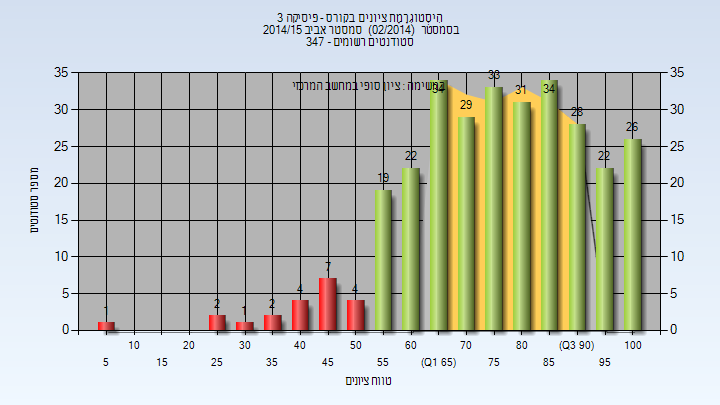 היסטוגרמת ציונים בקורס - פיסיקה 3
בסמסטר (02/2014) סמסטר אביב 2014/15
סטודנטים רשומים - 347
במשימה : ציון סופי במחשב המרכזי
מספר סטודנטים
35 35
30 30
25 25
20 20
15 15
10 10
5 5
0 0
1 2 1 2 4 7 4 19 22 34 29 33 31 34 28 22 26
10 20 30 40 50 60 70 80 (Q3 90) 100
5 15 25 35 45 55 (Q1 65) 75 85 95
טווח ציונים